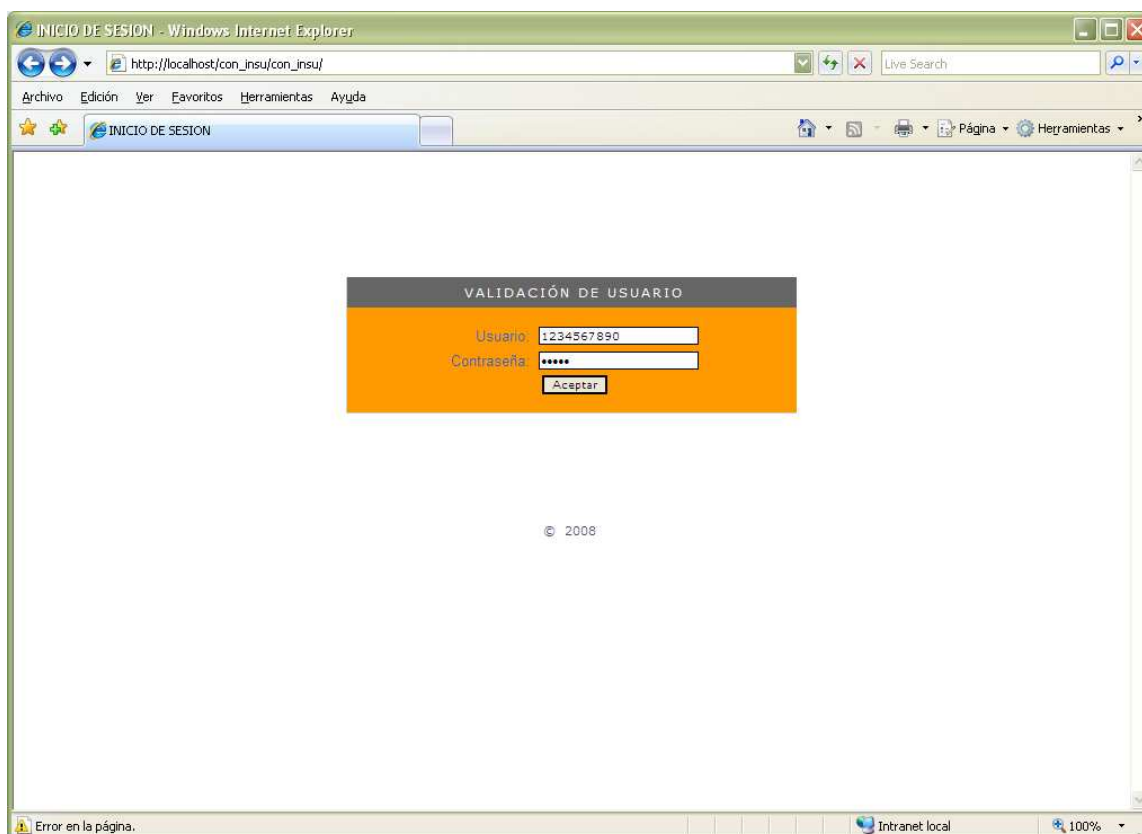 INICIO DE SESION - Windows Internet Explorer
http://localhost/con_insu/con_insu/
Live Search
Archivo Edición Ver Favoritos Herramientas Ayuda
INICIO DE SESION
Página Herramientas
VALIDACIÓN DE USUARIO
Usuario: 1234567890
Contraseña: •••••
Aceptar
© 2008
Error en la página.
Intranet local
100%